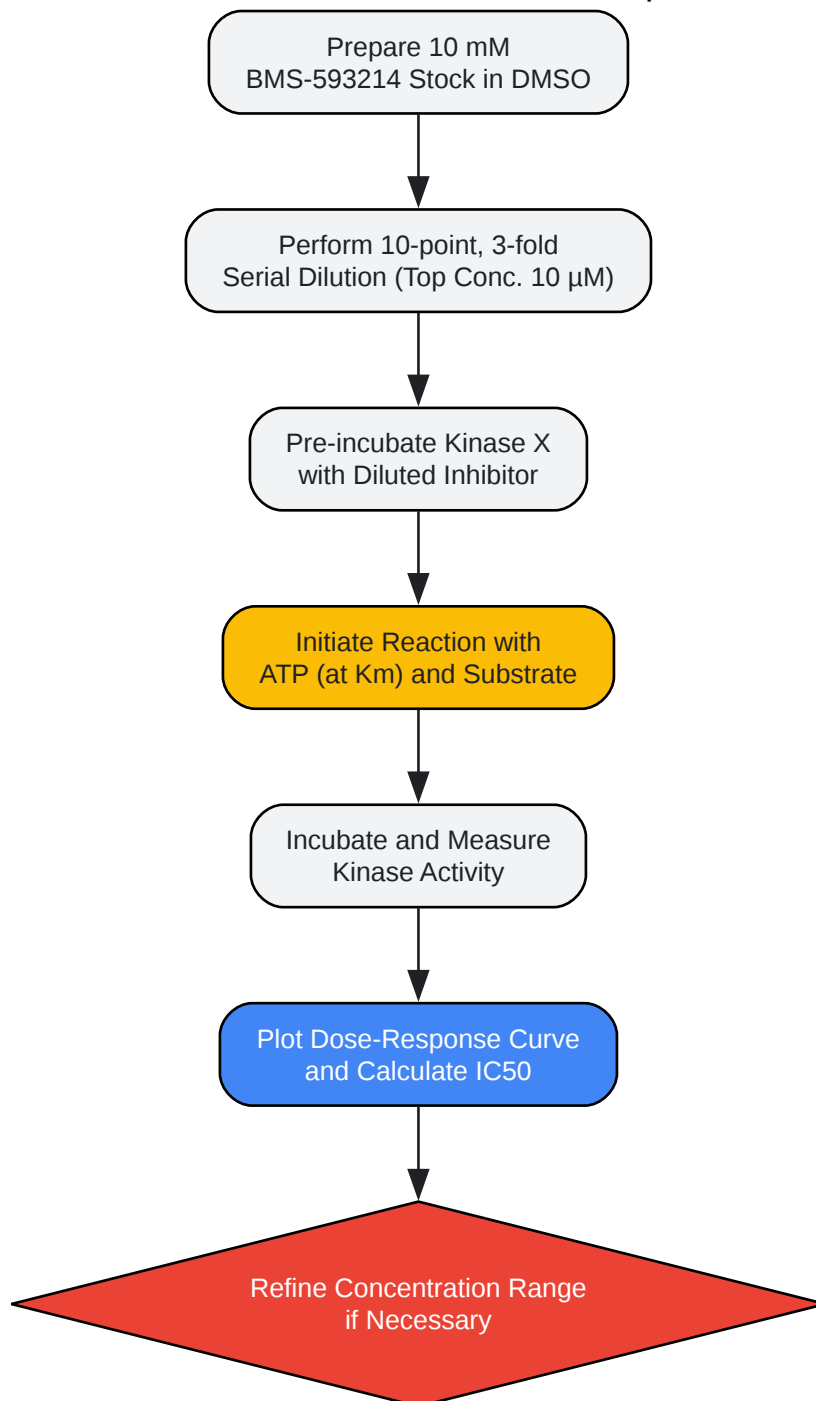 Prepare 10 mM
BMS-593214 Stock in DMSO
Perform 10-point, 3-fold
Serial Dilution (Top Conc. 10 µM)
Pre-incubate Kinase X
with Diluted Inhibitor
Initiate Reaction with
ATP (at Km) and Substrate
Incubate and Measure
Kinase Activity
Plot Dose-Response Curve
and Calculate IC50
Refine Concentration Range
if Necessary